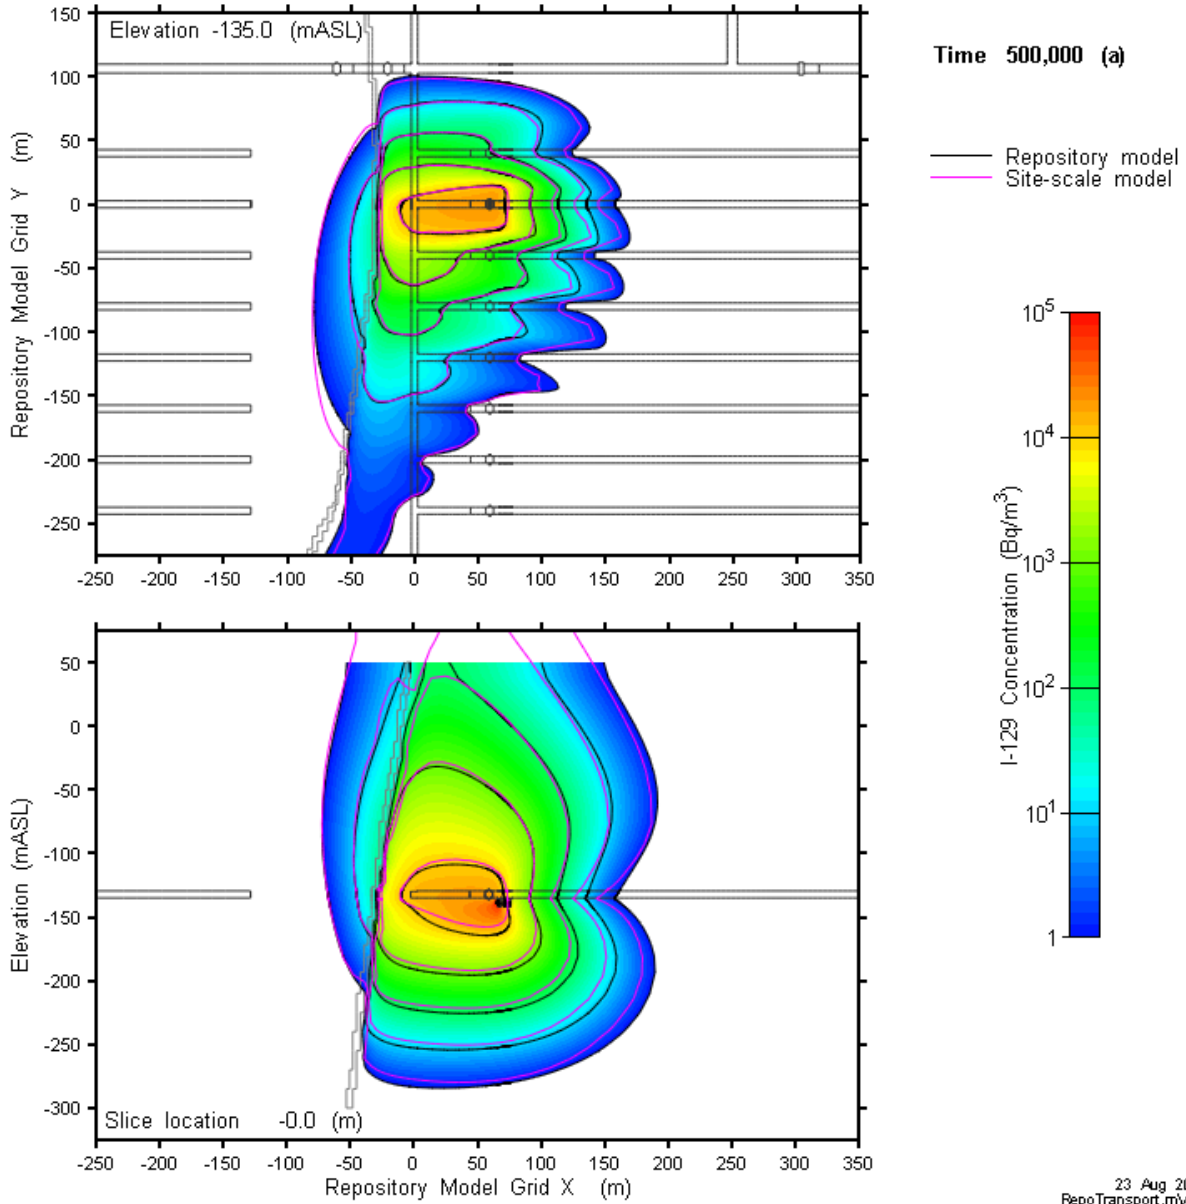 Elevation -135.0 (mASL)
Time 500,000 (a)
Repository model
Site-scale model
150
100
50
0
-50
-100
-150
-200
-250
Repository Model Grid Y (m)
-250 -200 -150 -100 -50 0 50 100 150 200 250 300 350
10^5
10^4
10^3
10^2
10^1
1
I-129 Concentration (Bq/m^3)
50
0
-50
-100
-150
-200
-250
-300
Elevation (mASL)
Slice location -0.0 (m)
-250 -200 -150 -100 -50 0 50 100 150 200 250 300 350
Repository Model Grid X (m)
23 Aug
RepoTransport.m